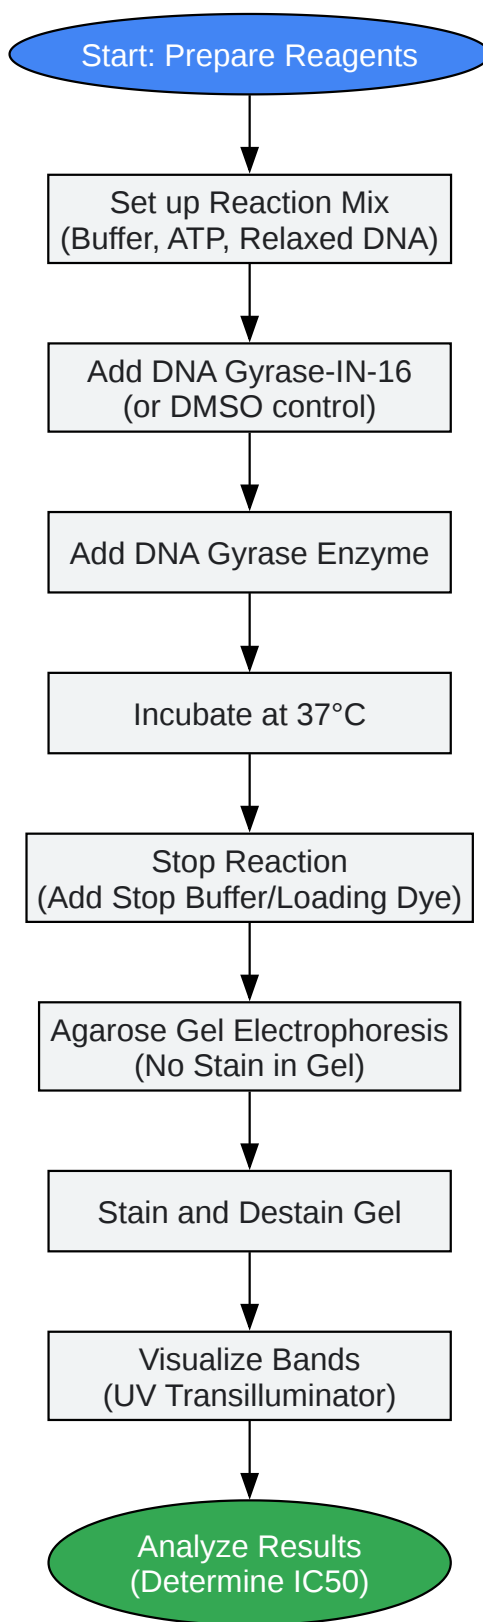 Start: Prepare Reagents
Set up Reaction Mix
(Buffer, ATP, Relaxed DNA)
Add DNA Gyrase-IN-16
(or DMSO control)
Add DNA Gyrase Enzyme
Incubate at 37°C
Stop Reaction
(Add Stop Buffer/Loading Dye)
Agarose Gel Electrophoresis
(No Stain in Gel)
Stain and Destain Gel
Visualize Bands
(UV Transilluminator)
Analyze Results
(Determine IC50)